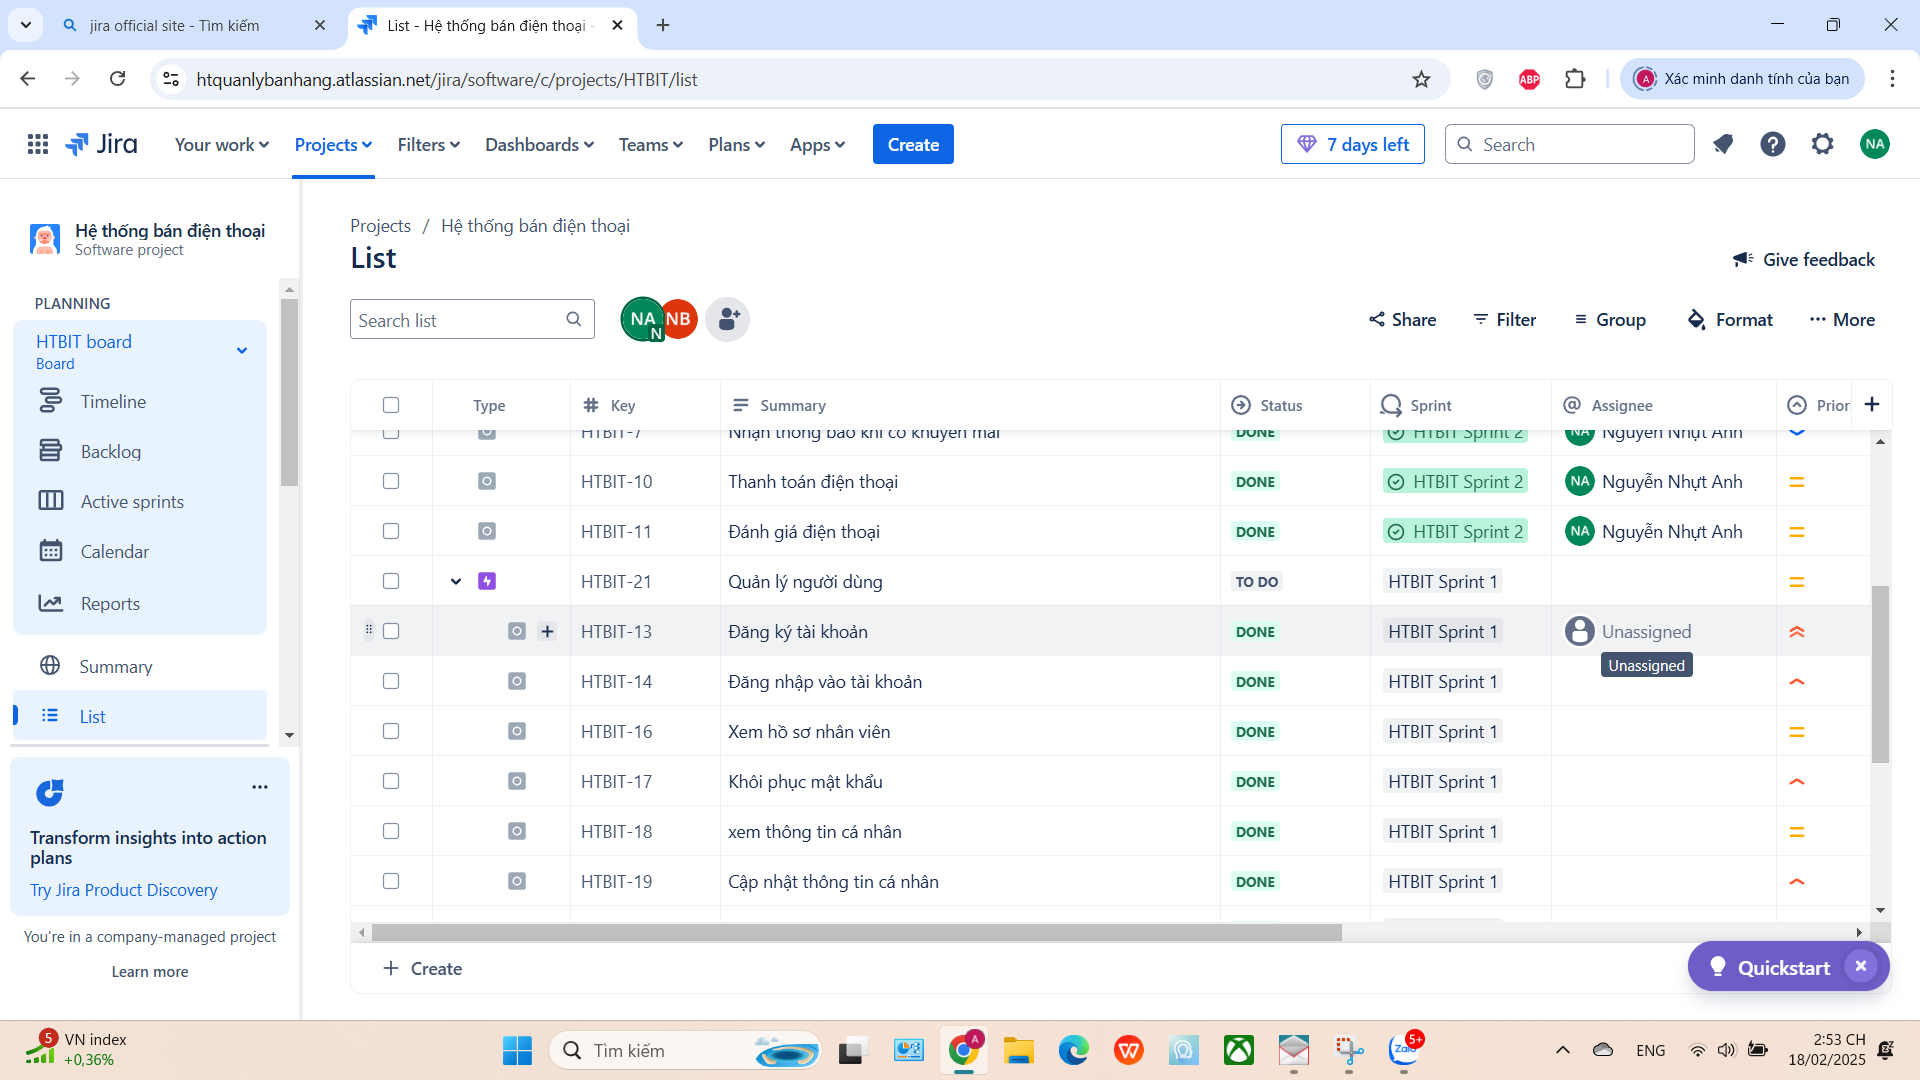 jira official site - Tìm kiếm
List - Hệ thống bán điện thoại -
htquanlybanhang.atlassian.net/jira/software/c/projects/HTBIT/list
ABP
A
Xác minh danh tính của bạn
Jira
Your work
Projects
Filters
Dashboards
Teams
Plans
Apps
Create
7 days left
Search
NA
Hệ thống bán điện thoại
Software project
PLANNING
HTBIT board
Board
Timeline
Backlog
Active sprints
Calendar
Reports
Summary
List
Transform insights into action
plans
Try Jira Product Discovery
You're in a company-managed project
Learn more
Projects / Hệ thống bán điện thoại
List
Give feedback
Search list
NA N NB
Share Filter Group Format More
Type Key Summary Status Sprint Assignee Prior
HTBIT-7 Nhận thông báo khi có khuyến mãi DONE HTBIT Sprint 2 NA Nguyễn Nhựt Anh
HTBIT-10 Thanh toán điện thoại DONE HTBIT Sprint 2 NA Nguyễn Nhựt Anh
HTBIT-11 Đánh giá điện thoại DONE HTBIT Sprint 2 NA Nguyễn Nhựt Anh
HTBIT-21 Quản lý người dùng TO DO HTBIT Sprint 1
HTBIT-13 Đăng ký tài khoản DONE HTBIT Sprint 1 Unassigned
Unassigned
HTBIT-14 Đăng nhập vào tài khoản DONE HTBIT Sprint 1
HTBIT-16 Xem hồ sơ nhân viên DONE HTBIT Sprint 1
HTBIT-17 Khôi phục mật khẩu DONE HTBIT Sprint 1
HTBIT-18 xem thông tin cá nhân DONE HTBIT Sprint 1
HTBIT-19 Cập nhật thông tin cá nhân DONE HTBIT Sprint 1
+ Create
Quickstart
5 VN index
+0,36%
Tìm kiếm
A
Zalo 5+
ENG
2:53 CH
18/02/2025